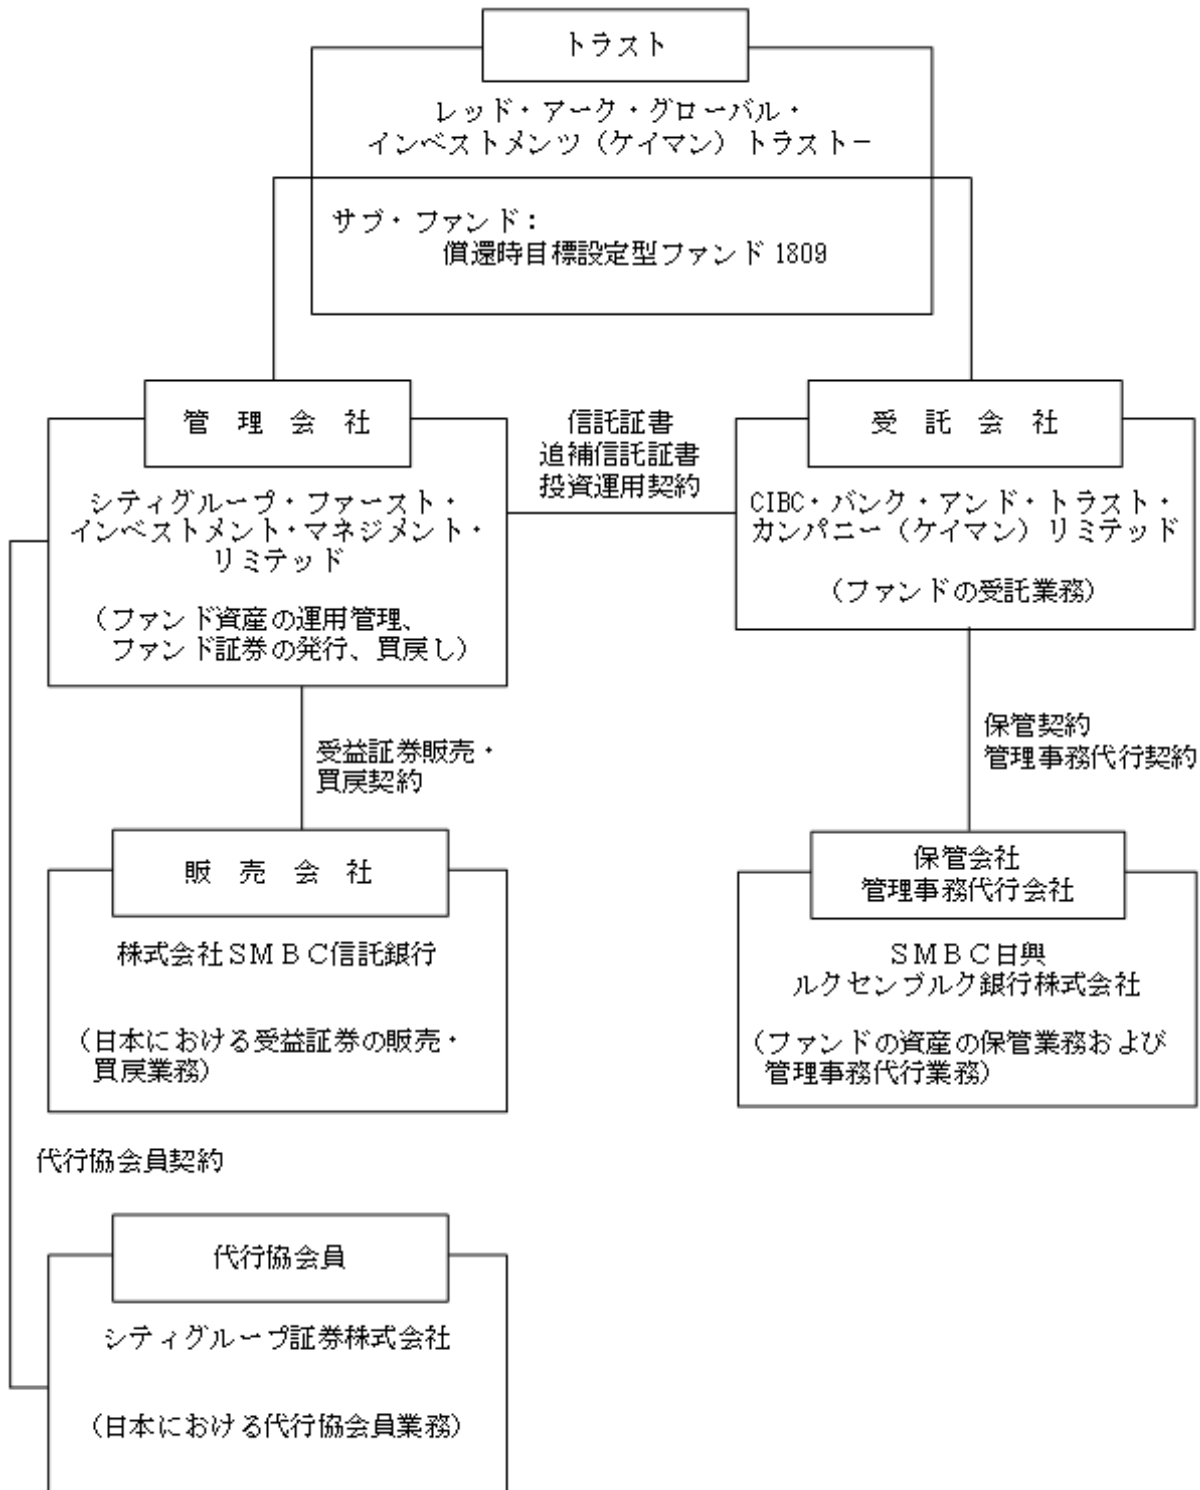 トラスト
レッド・アーク・グローバル・
インベストメンツ（ケイマン）トラスト－
サブ・ファンド：
償還時目標設定型ファンド 1809
管理会社
シティグループ・ファースト・
インベストメント・マネジメント・
リミテッド
（ファンド資産の運用管理、
ファンド証券の発行、買戻し）
信託証書
追補信託証書
投資運用契約
受託会社
CIBC・バンク・アンド・トラスト・
カンパニー（ケイマン）リミテッド
（ファンドの受託業務）
受益証券販売・
買戻契約
保管契約
管理事務代行契約
販売会社
株式会社ＳＭＢＣ信託銀行
（日本における受益証券の販売・
買戻業務）
保管会社
管理事務代行会社
ＳＭＢＣ日興
ルクセンブルク銀行株式会社
（ファンドの資産の保管業務および
管理事務代行業務）
代行協会員契約
代行協会員
シティグループ証券株式会社
（日本における代行協会員業務）